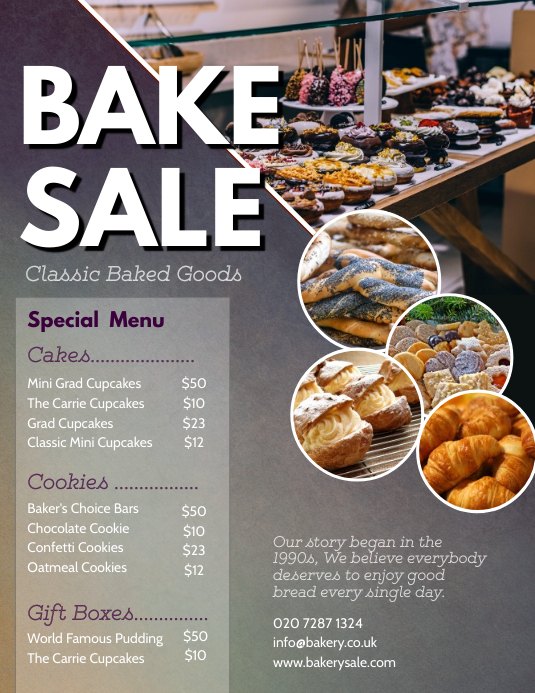 BAKE
SALE
Classic Baked Goods
Special Menu
Cakes...................
Mini Grad Cupcakes $50
The Carrie Cupcakes $10
Grad Cupcakes $23
Classic Mini Cupcakes $12
Cookies .................
Baker's Choice Bars $50
Chocolate Cookie $10
Confetti Cookies $23
Oatmeal Cookies $12
Gift Boxes...............
World Famous Pudding $50
The Carrie Cupcakes $10
Our story began in the
1990s, We believe everybody
deserves to enjoy good
bread every single day.
020 7287 1324
info@bakery.co.uk
www.bakerysale.com